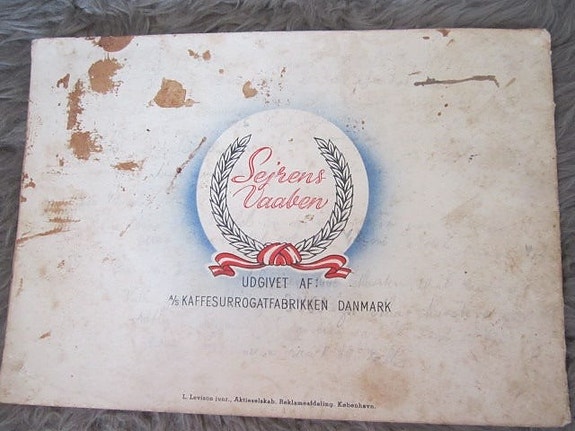 Sejrens
Vaaben
UDGIVET AF:
A/S KAFFESURROGATFABRIKKEN DANMARK
L. Levison junr., Aktieselskab. Reklameafdeling. København.